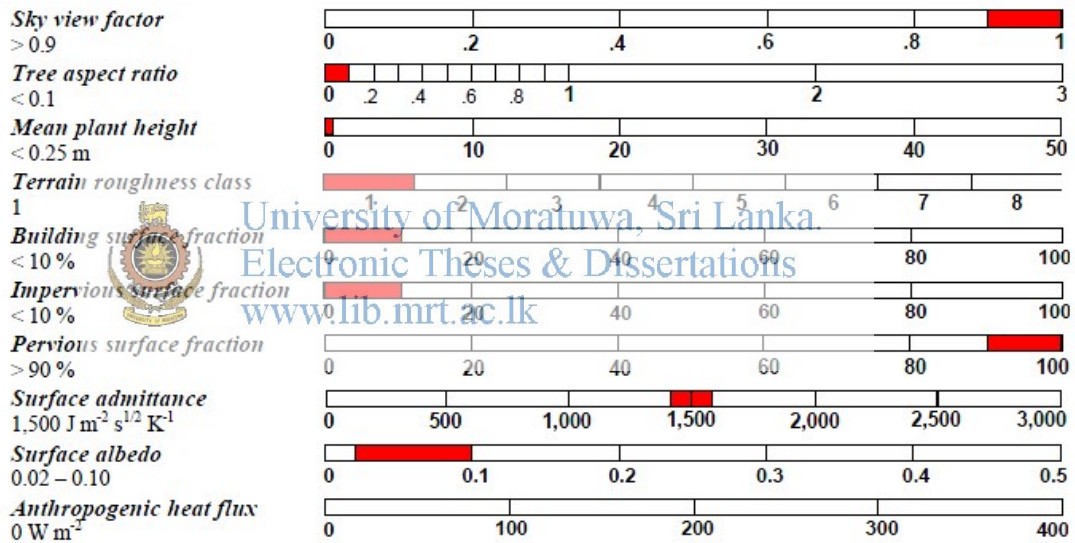 Sky view factor
> 0.9
0 .2 .4 .6 .8 1
Tree aspect ratio
< 0.1
0 .2 .4 .6 .8 1 2 3
Mean plant height
< 0.25 m
0 10 20 30 40 50
Terrain roughness class
1
1 2 3 4 5 6 7 8
University of Moratuwa, Sri Lanka.
Building surface fraction
< 10 %
0 20 40 60 80 100
Electronic Theses & Dissertations
Impervious surface fraction
< 10 %
0 20 40 60 80 100
www.lib.mrt.ac.lk
Pervious surface fraction
> 90 %
0 20 40 60 80 100
Surface admittance
1,500 J m⁻² s¹ᐟ² K⁻¹
0 500 1,000 1,500 2,000 2,500 3,000
Surface albedo
0.02 – 0.10
0 0.1 0.2 0.3 0.4 0.5
Anthropogenic heat flux
0 W m⁻²
0 100 200 300 400